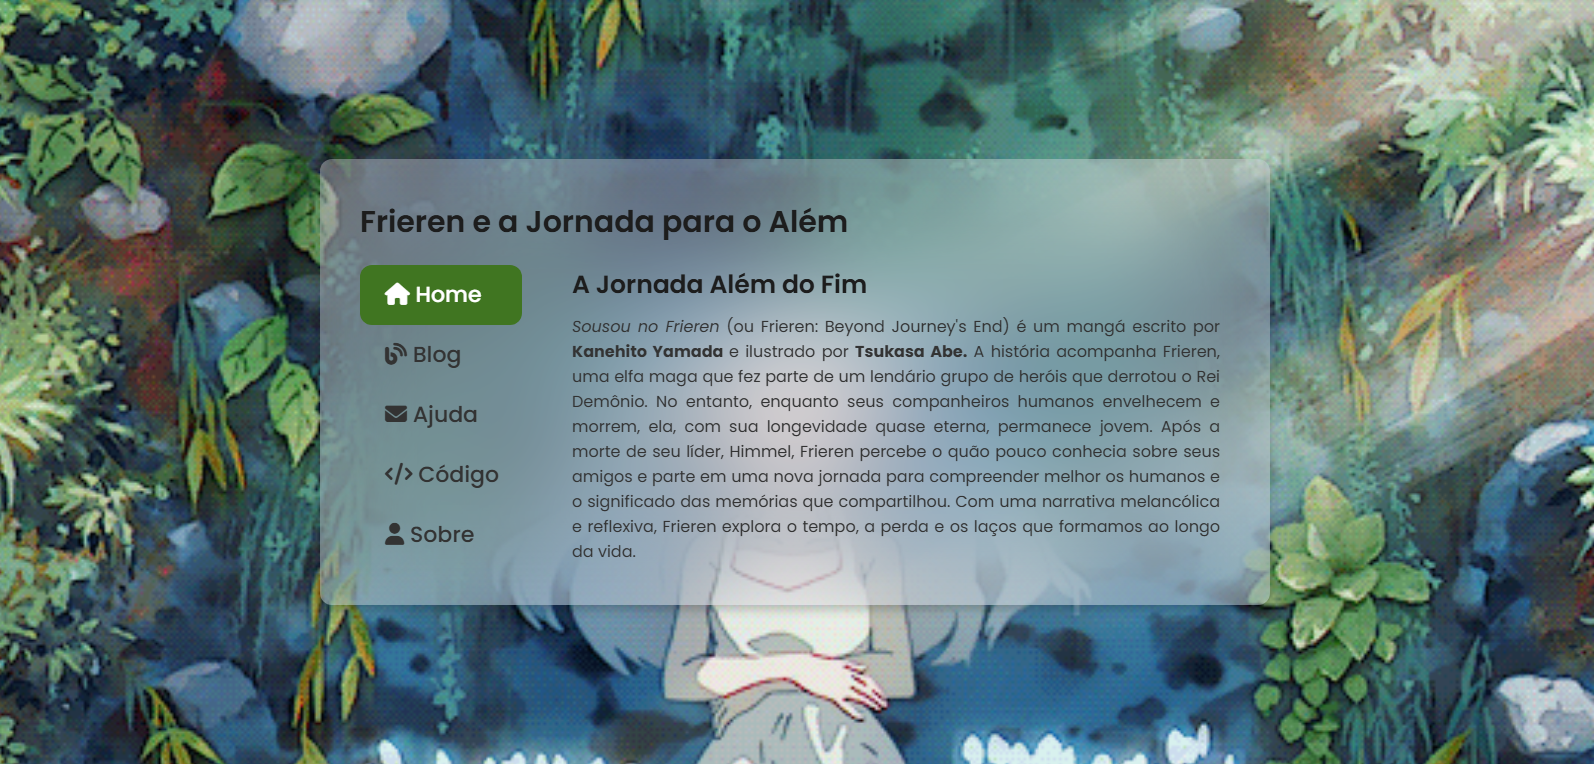 Frieren e a Jornada para o Além
Home
Blog
Ajuda
Código
Sobre
A Jornada Além do Fim
Sousou no Frieren (ou Frieren: Beyond Journey's End) é um mangá escrito por
Kanehito Yamada e ilustrado por Tsukasa Abe. A história acompanha Frieren,
uma elfa maga que fez parte de um lendário grupo de heróis que derrotou o Rei
Demônio. No entanto, enquanto seus companheiros humanos envelhecem e
morrem, ela, com sua longevidade quase eterna, permanece jovem. Após a
morte de seu líder, Himmel, Frieren percebe o quão pouco conhecia sobre seus
amigos e parte em uma nova jornada para compreender melhor os humanos e
o significado das memórias que compartilhou. Com uma narrativa melancólica
e reflexiva, Frieren explora o tempo, a perda e os laços que formamos ao longo
da vida.